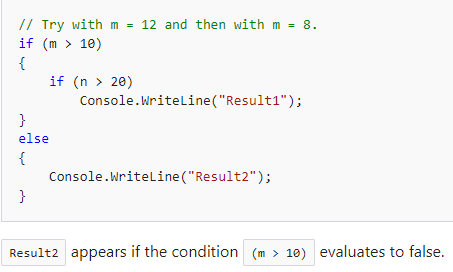 // Try with m = 12 and then with m = 8.
if (m > 10)
{
    if (n > 20)
        Console.WriteLine("Result1");
}
else
{
    Console.WriteLine("Result2");
}
Result2 appears if the condition (m > 10) evaluates to false.